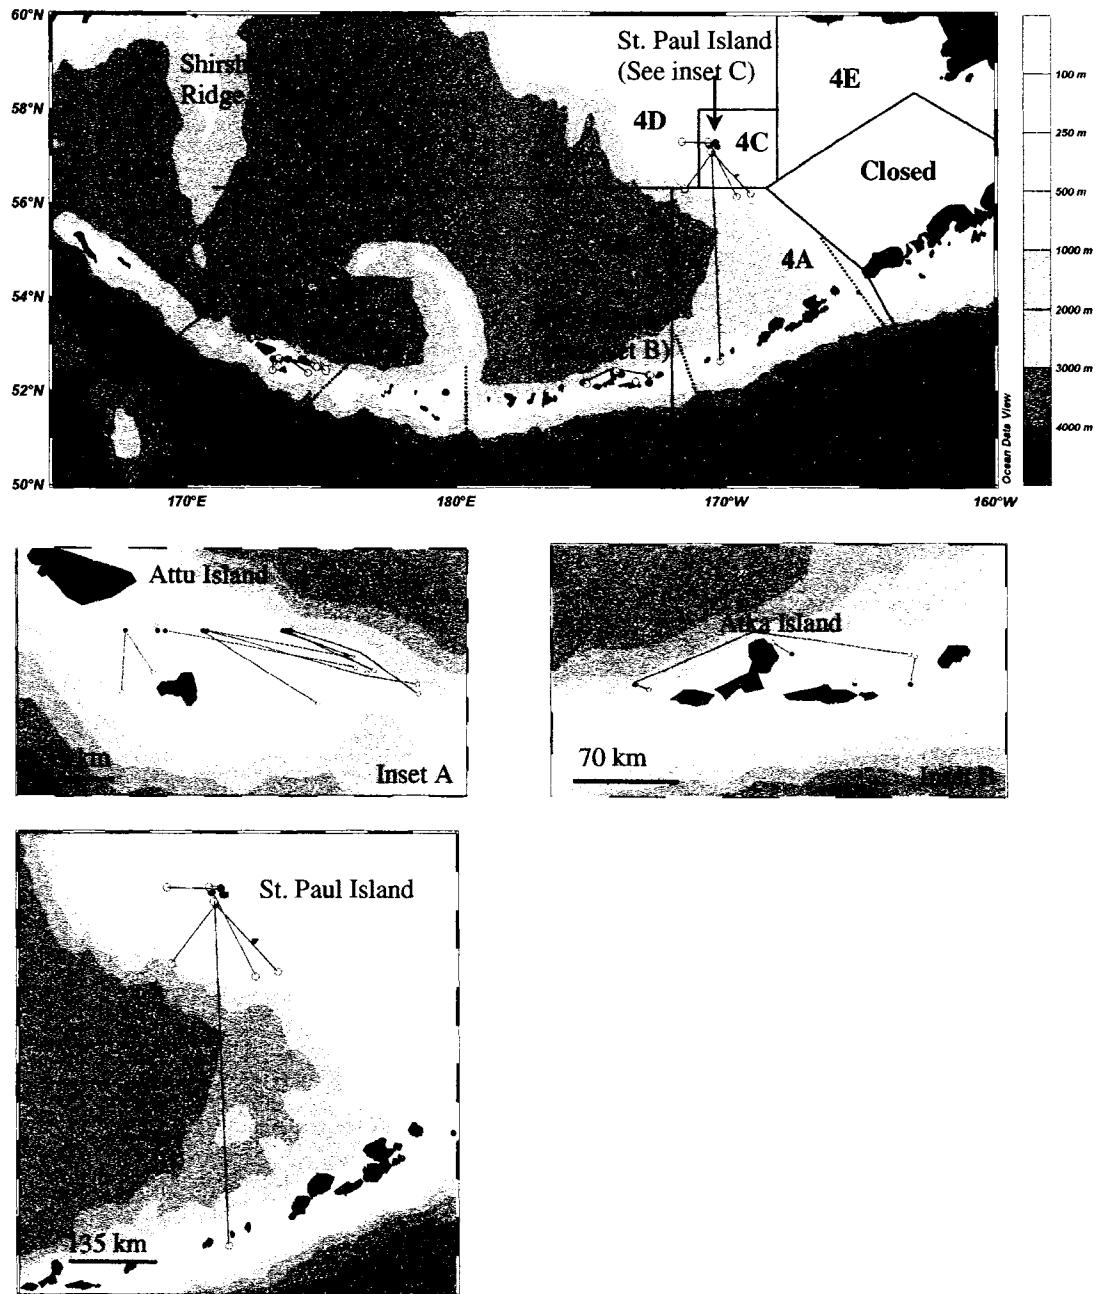 60°N
58°N
56°N
54°N
52°N
50°N
170°E
180°E
170°W
160°W
Ridge
St. Paul Island
(See inset C)
4D
4C
4E
Closed
4A
B)
100 m
250 m
500 m
1000 m
2000 m
3000 m
4000 m
Ocean Data View
Attu Island
km
Inset A
Atka Island
70 km
Inset B
St. Paul Island
135 km